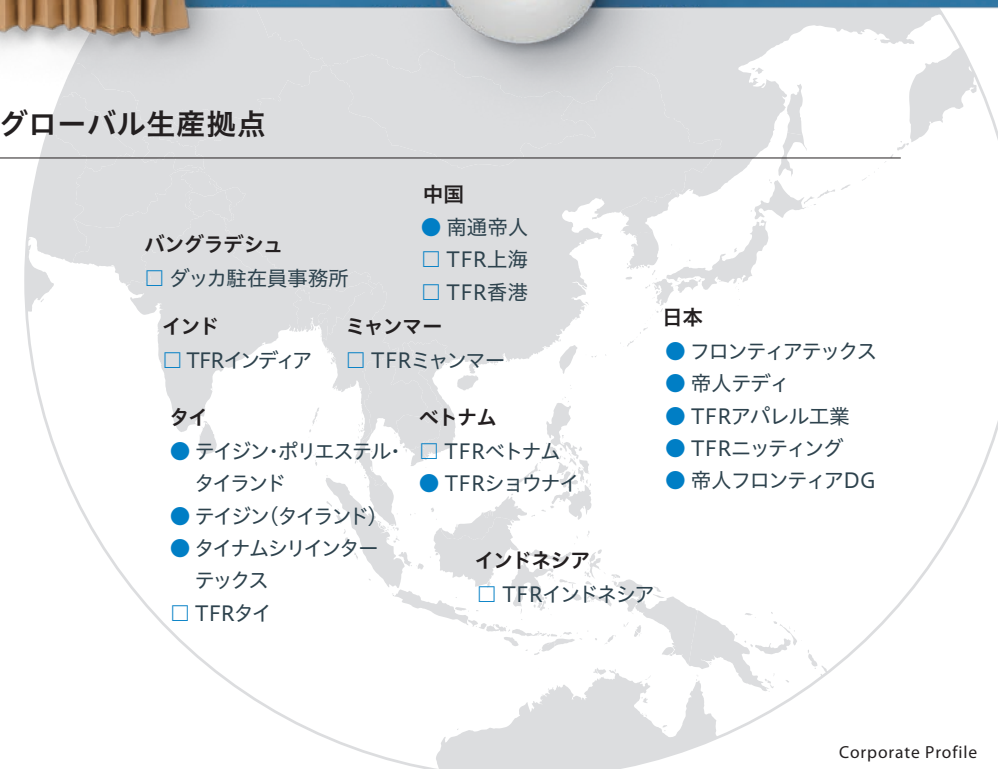 グローバル生産拠点
中国
● 南通帝人
□ TFR上海
□ TFR香港
バングラデシュ
□ ダッカ駐在員事務所
インド
□ TFRインディア
ミャンマー
□ TFRミャンマー
日本
● フロンティアテックス
● 帝人テディ
● TFRアパレル工業
● TFRニッティング
● 帝人フロンティアDG
タイ
● テイジン・ポリエステル・
タイランド
● テイジン（タイランド）
● タイナムシリインター
テックス
□ TFRタイ
ベトナム
□ TFRベトナム
● TFRショウナイ
インドネシア
□ TFRインドネシア
Corporate Profile